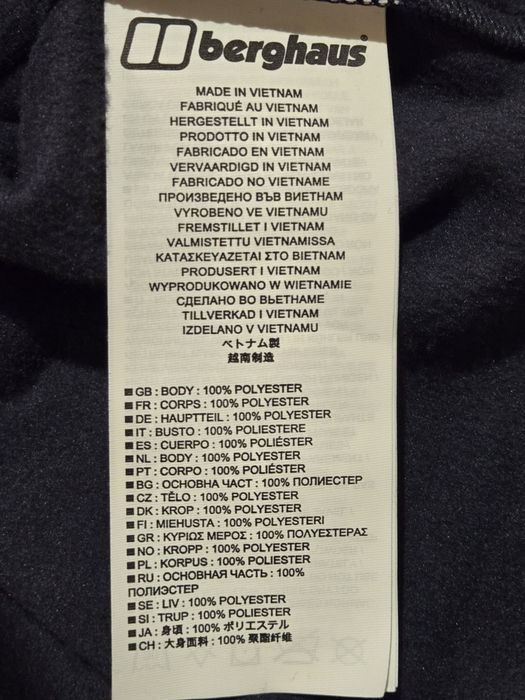 berghaus®
MADE IN VIETNAM
FABRIQUÉ AU VIETNAM
HERGESTELLT IN VIETNAM
PRODOTTO IN VIETNAM
FABRICADO EN VIETNAM
VERVAARDIGD IN VIETNAM
FABRICADO NO VIETNAME
ПРОИЗВЕДЕНО ВЪВ ВИЕТНАМ
VYROBENO VE VIETNAMU
FREMSTILLET I VIETNAM
VALMISTETTU VIETNAMISSA
ΚΑΤΑΣΚΕΥΑΖΕΤΑΙ ΣΤΟ ΒΙΕΤΝΑΜ
PRODUSERT I VIETNAM
WYPRODUKOWANO W WIETNAMIE
СДЕЛАНО ВО ВЬЕТНАМЕ
TILLVERKAD I VIETNAM
IZDELANO V VIETNAMU
ベトナム製
越南制造
■ GB : BODY : 100% POLYESTER
■ FR : CORPS : 100% POLYESTER
■ DE : HAUPTTEIL : 100% POLYESTER
■ IT : BUSTO : 100% POLIESTERE
■ ES : CUERPO : 100% POLIÉSTER
■ NL : BODY : 100% POLYESTER
■ PT : CORPO : 100% POLIÉSTER
■ BG : ОСНОВНА ЧАСТ : 100% ПОЛИЕСТЕР
■ CZ : TĚLO : 100% POLYESTER
■ DK : KROP : 100% POLYESTER
■ FI : MIEHUSTA : 100% POLYESTERI
■ GR : ΚΥΡΙΩΣ ΜΕΡΟΣ : 100% ΠΟΛΥΕΣΤΕΡΑΣ
■ NO : KROPP : 100% POLYESTER
■ PL : KORPUS : 100% POLIESTER
■ RU : ОСНОВНАЯ ЧАСТЬ : 100%
ПОЛИЭСТЕР
■ SE : LIV : 100% POLYESTER
■ SI : TRUP : 100% POLIESTER
■ JA : 身頃 : 100% ポリエステル
■ CH : 大身面料 : 100% 聚酯纤维